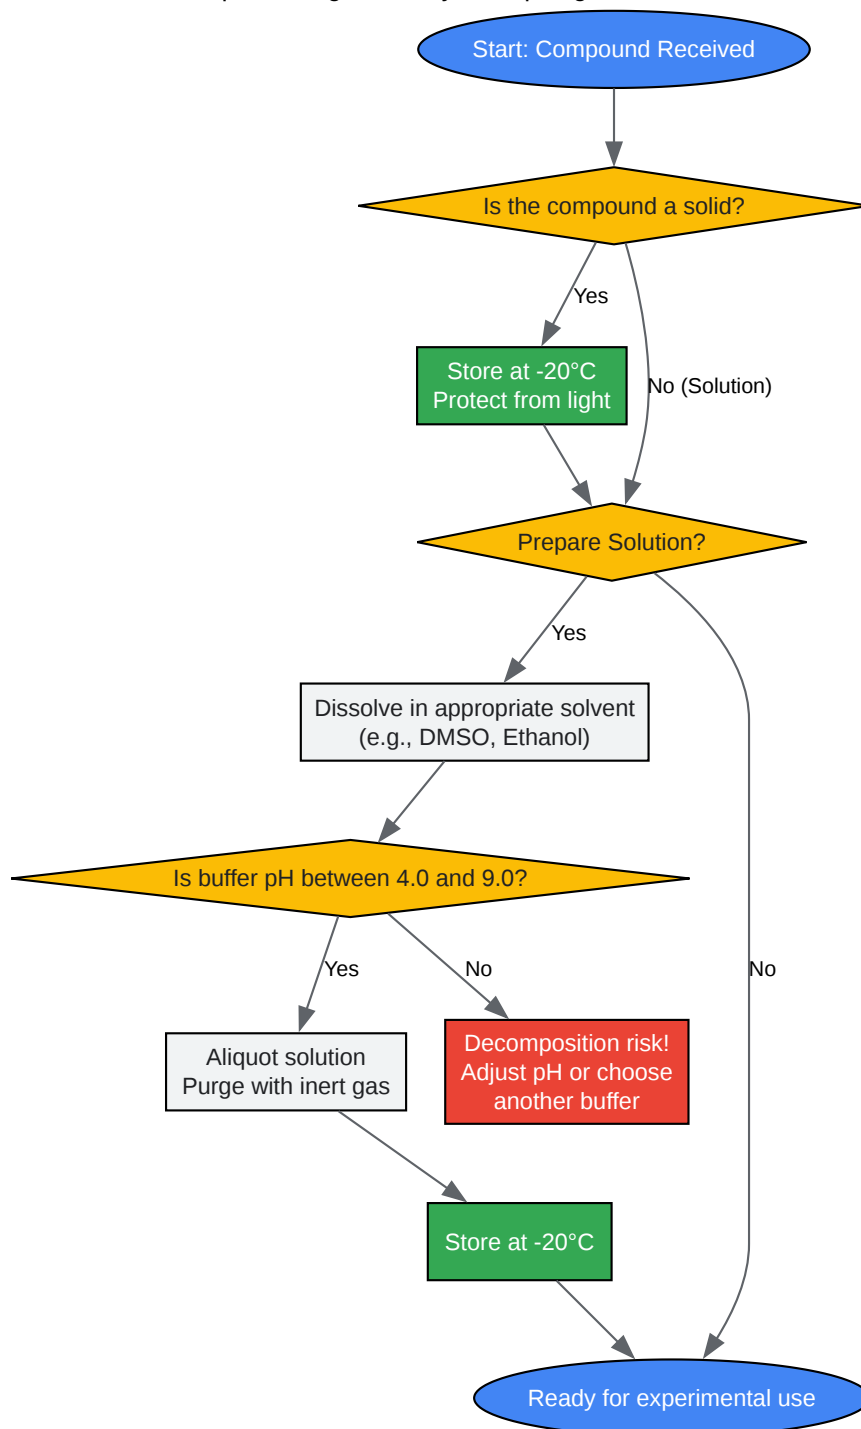 Start: Compound Received
Is the compound a solid?
Yes
Store at -20°C
Protect from light
No (Solution)
Prepare Solution?
Yes
Dissolve in appropriate solvent
(e.g., DMSO, Ethanol)
Is buffer pH between 4.0 and 9.0?
Yes
No
No
Aliquot solution
Purge with inert gas
Decomposition risk!
Adjust pH or choose
another buffer
Store at -20°C
Ready for experimental use